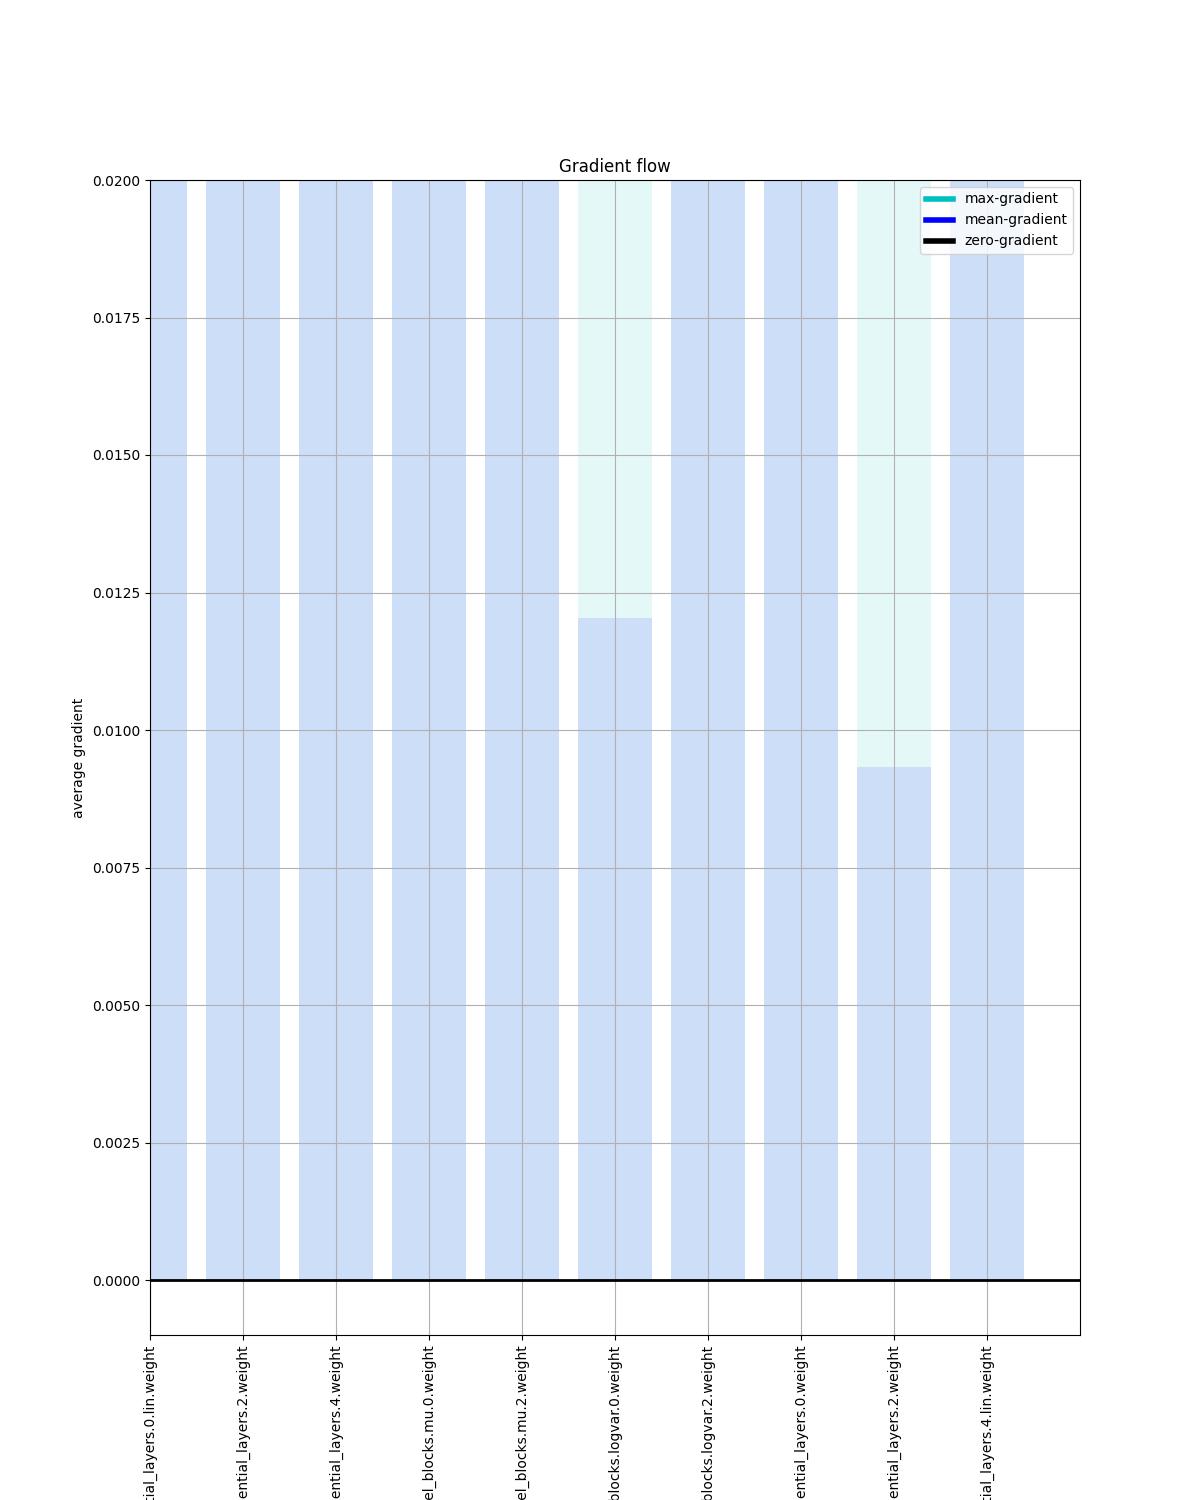 Gradient flow
max-gradient
mean-gradient
zero-gradient
0.0200
0.0175
0.0150
0.0125
0.0100
0.0075
0.0050
0.0025
0.0000
average gradient
tial_layers.0.lin.weight
ential_layers.2.weight
ential_layers.4.weight
el_blocks.mu.0.weight
el_blocks.mu.2.weight
blocks.logvar.0.weight
blocks.logvar.2.weight
ential_layers.0.weight
ential_layers.2.weight
tial_layers.4.lin.weight